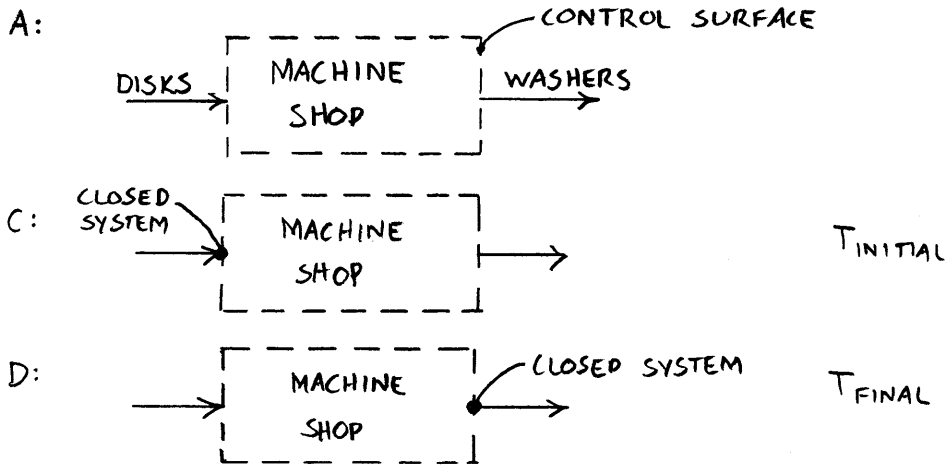 A:
CONTROL SURFACE
DISKS
MACHINE
SHOP
WASHERS
C:
CLOSED
SYSTEM
MACHINE
SHOP
TINITIAL
D:
MACHINE
SHOP
CLOSED SYSTEM
TFINAL